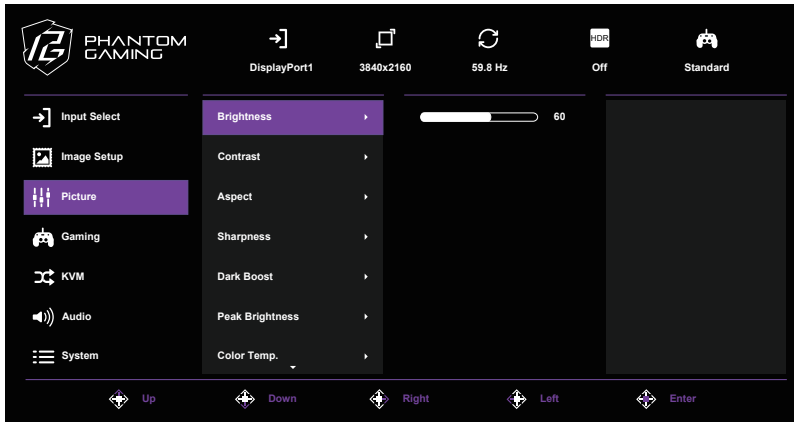 PHANTOM
GAMING
DisplayPort1
3840x2160
59.8 Hz
HDR
Off
Standard
Input Select
Image Setup
Picture
Gaming
KVM
Audio
System
Brightness
Contrast
Aspect
Sharpness
Dark Boost
Peak Brightness
Color Temp.
60
Up
Down
Right
Left
Enter